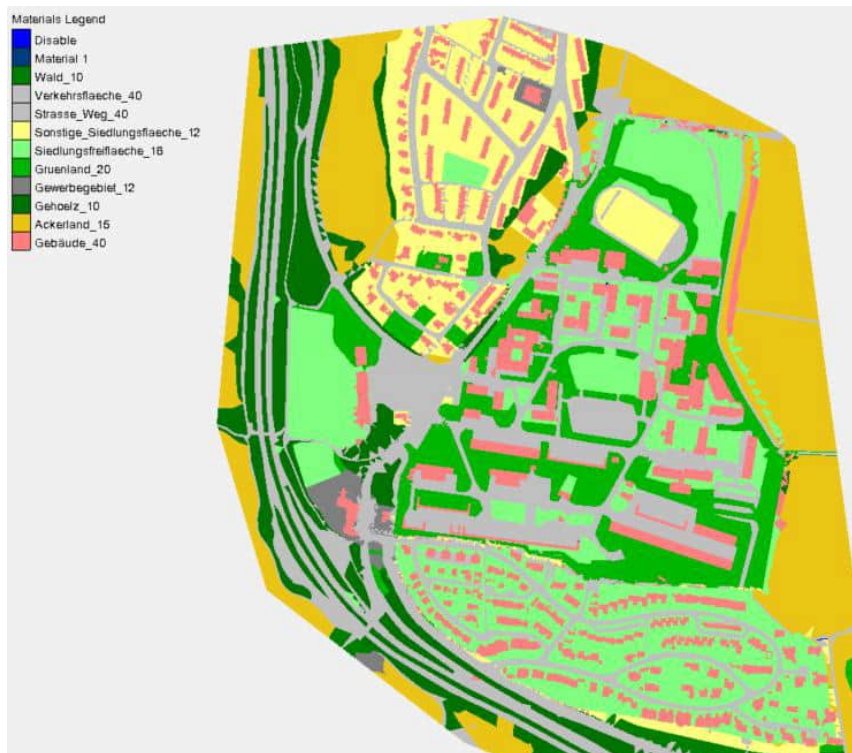 Materials Legend
Disable
Material 1
Wald_10
Verkehrsflaeche_40
Strasse_Weg_40
Sonstige_Siedlungsflaeche_12
Siedlungsfreiflaeche_16
Gruenland_20
Gewerbegebiet_12
Gehoelz_10
Ackerland_15
Gebäude_40